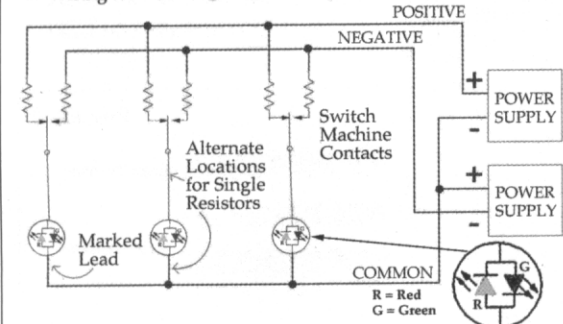 POSITIVE
NEGATIVE
+
POWER
SUPPLY
-
Switch
Machine
Contacts
Alternate
Locations
for Single
Resistors
+
POWER
SUPPLY
-
Marked
Lead
COMMON
R = Red
G = Green
G
R